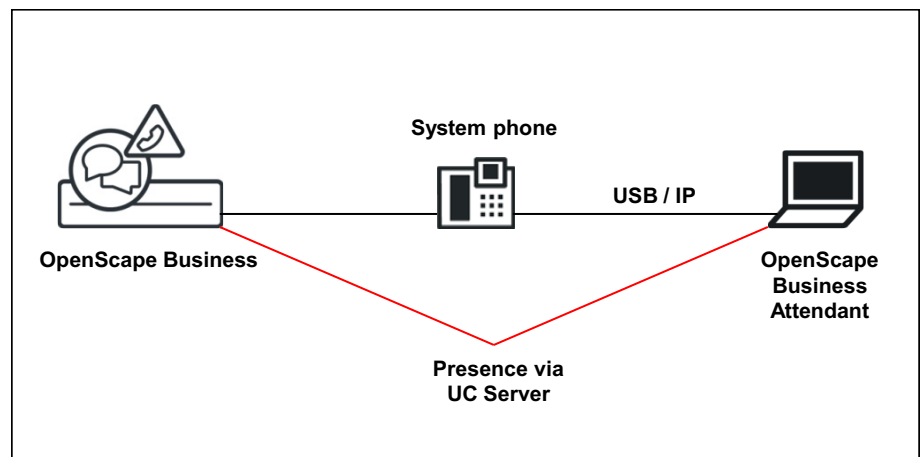 System phone
USB / IP
OpenScape Business
OpenScape
Business
Attendant
Presence via
UC Server